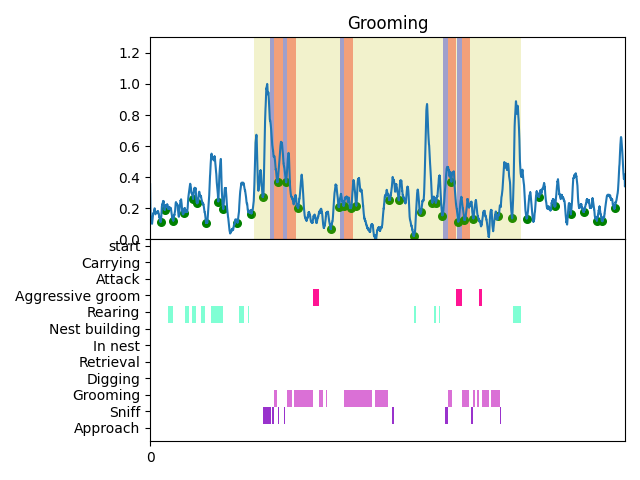 Grooming
1.2
1.0
0.8
0.6
0.4
0.2
0.0
start
Carrying
Attack
Aggressive groom
Rearing
Nest building
In nest
Retrieval
Digging
Grooming
Sniff
Approach
0